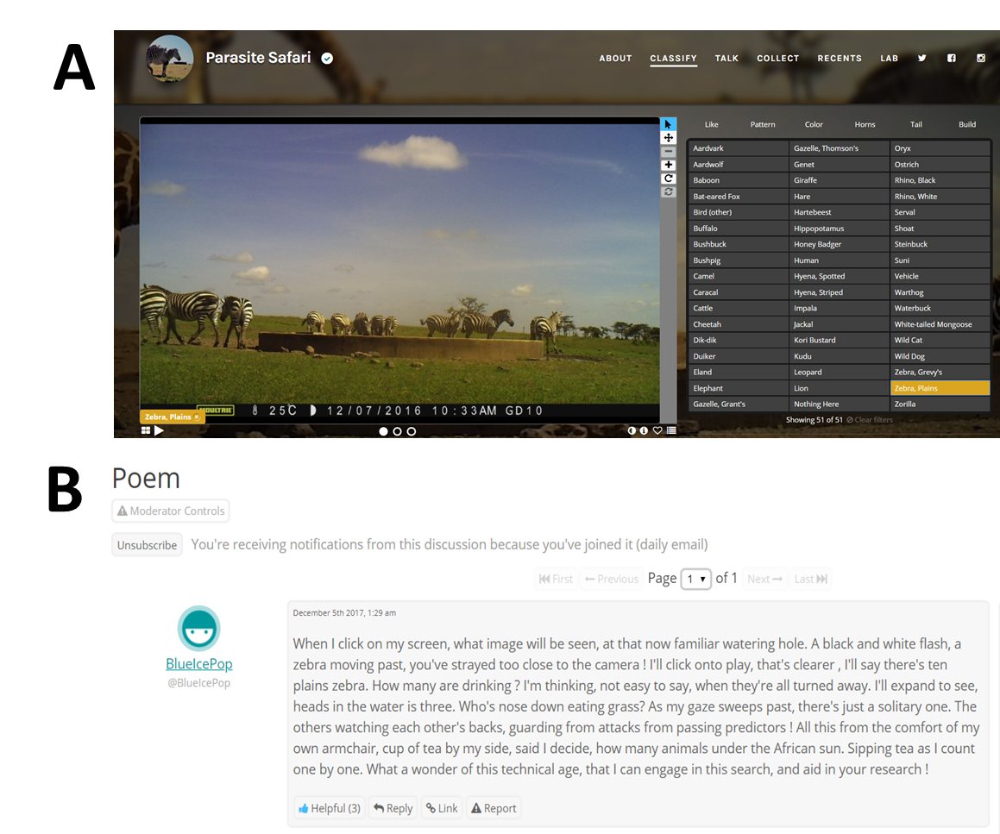 A
Parasite Safari
ABOUT CLASSIFY TALK COLLECT RECENTS LAB
Like Pattern Color Horns Tail Build
Aardvark Gazelle, Thomson's Oryx
Aardwolf Genet Ostrich
Baboon Giraffe Rhino, Black
Bat-eared Fox Hare Rhino, White
Bird (other) Hartebeest Serval
Buffalo Hippopotamus Shoat
Bushbuck Honey Badger Steinbuck
Bushpig Human Suni
Camel Hyena, Spotted Vehicle
Caracal Hyena, Striped Warthog
Cattle Impala Waterbuck
Cheetah Jackal White-tailed Mongoose
Dik-dik Kori Bustard Wild Cat
Duiker Kudu Wild Dog
Eland Leopard Zebra, Grevy's
Elephant Lion Zebra, Plains
Gazelle, Grant's Nothing Here Zorilla
MOULTRIE 25C 12/07/2016 10:33AM GD10
Zebra, Plains ×
Showing 51 of 51 Clear filters
B
Poem
Moderator Controls
Unsubscribe You're receiving notifications from this discussion because you've joined it (daily email)
First Previous Page 1 of 1 Next Last
December 5th 2017, 1:29 am
BlueIcePop
@BlueIcePop
When I click on my screen, what image will be seen, at that now familiar watering hole. A black and white flash, a
zebra moving past, you've strayed too close to the camera ! I'll click onto play, that's clearer , I'll say there's ten
plains zebra. How many are drinking ? I'm thinking, not easy to say, when they're all turned away. I'll expand to see,
heads in the water is three. Who's nose down eating grass? As my gaze sweeps past, there's just a solitary one. The
others watching each other's backs, guarding from attacks from passing predictors ! All this from the comfort of my
own armchair, cup of tea by my side, said I decide, how many animals under the African sun. Sipping tea as I count
one by one. What a wonder of this technical age, that I can engage in this search, and aid in your research !
Helpful (3) Reply Link Report